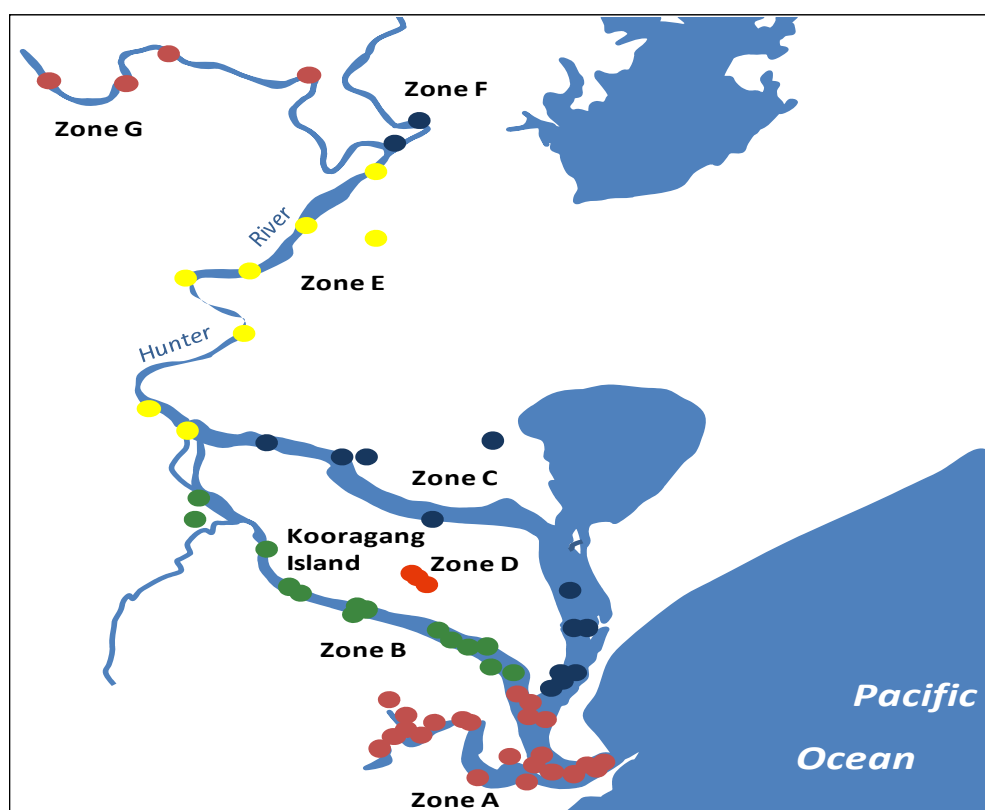 Zone F
Zone G
River
Zone E
Hunter
Zone C
Kooragang
Island
Zone D
Zone B
Pacific
Ocean
Zone A